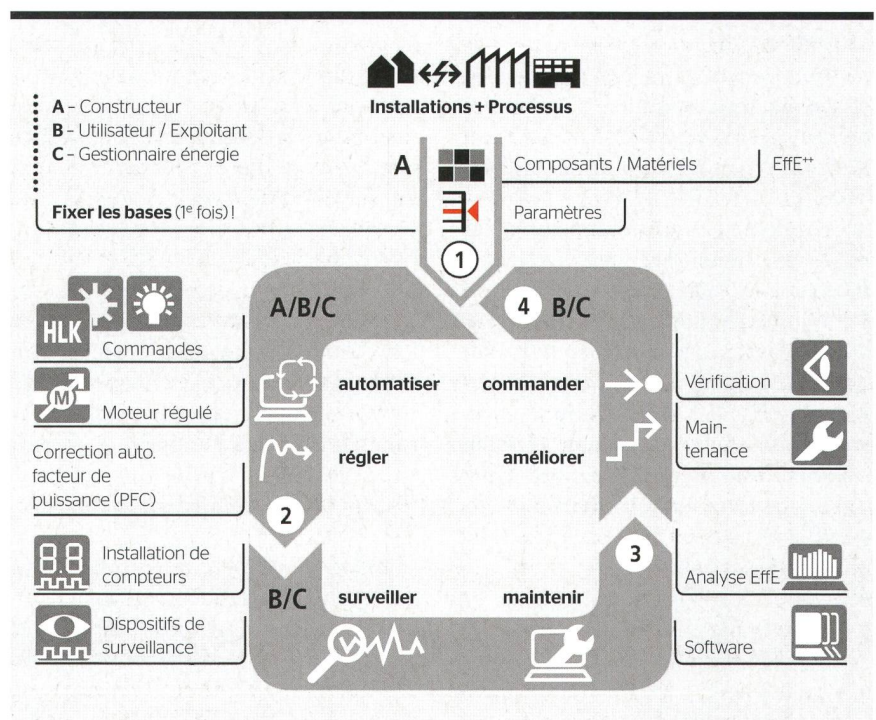 Installations + Processus
A – Constructeur
B – Utilisateur / Exploitant
C – Gestionnaire énergie
Fixer les bases (1e fois) !
A
Composants / Matériels
EffE++
Paramètres
1
A/B/C
4
B/C
HLK
Commandes
M
Moteur régulé
Correction auto.
facteur de
puissance (PFC)
8.8
Installation de
compteurs
Dispositifs de
surveillance
automatiser
commander
régler
améliorer
2
3
B/C
surveiller
maintenir
V
Vérification
Main-
tenance
Analyse EffE
Software